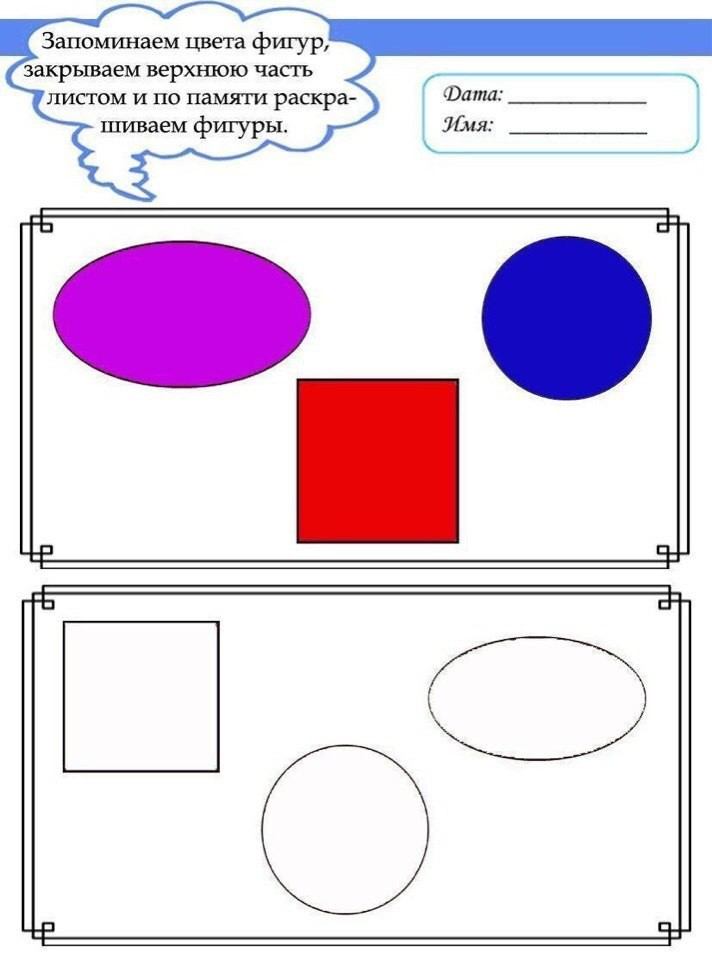 Запоминаем цвета фигур,
закрываем верхнюю часть
листом и по памяти раскра-
шиваем фигуры.
Дата: ____________
Имя: ____________